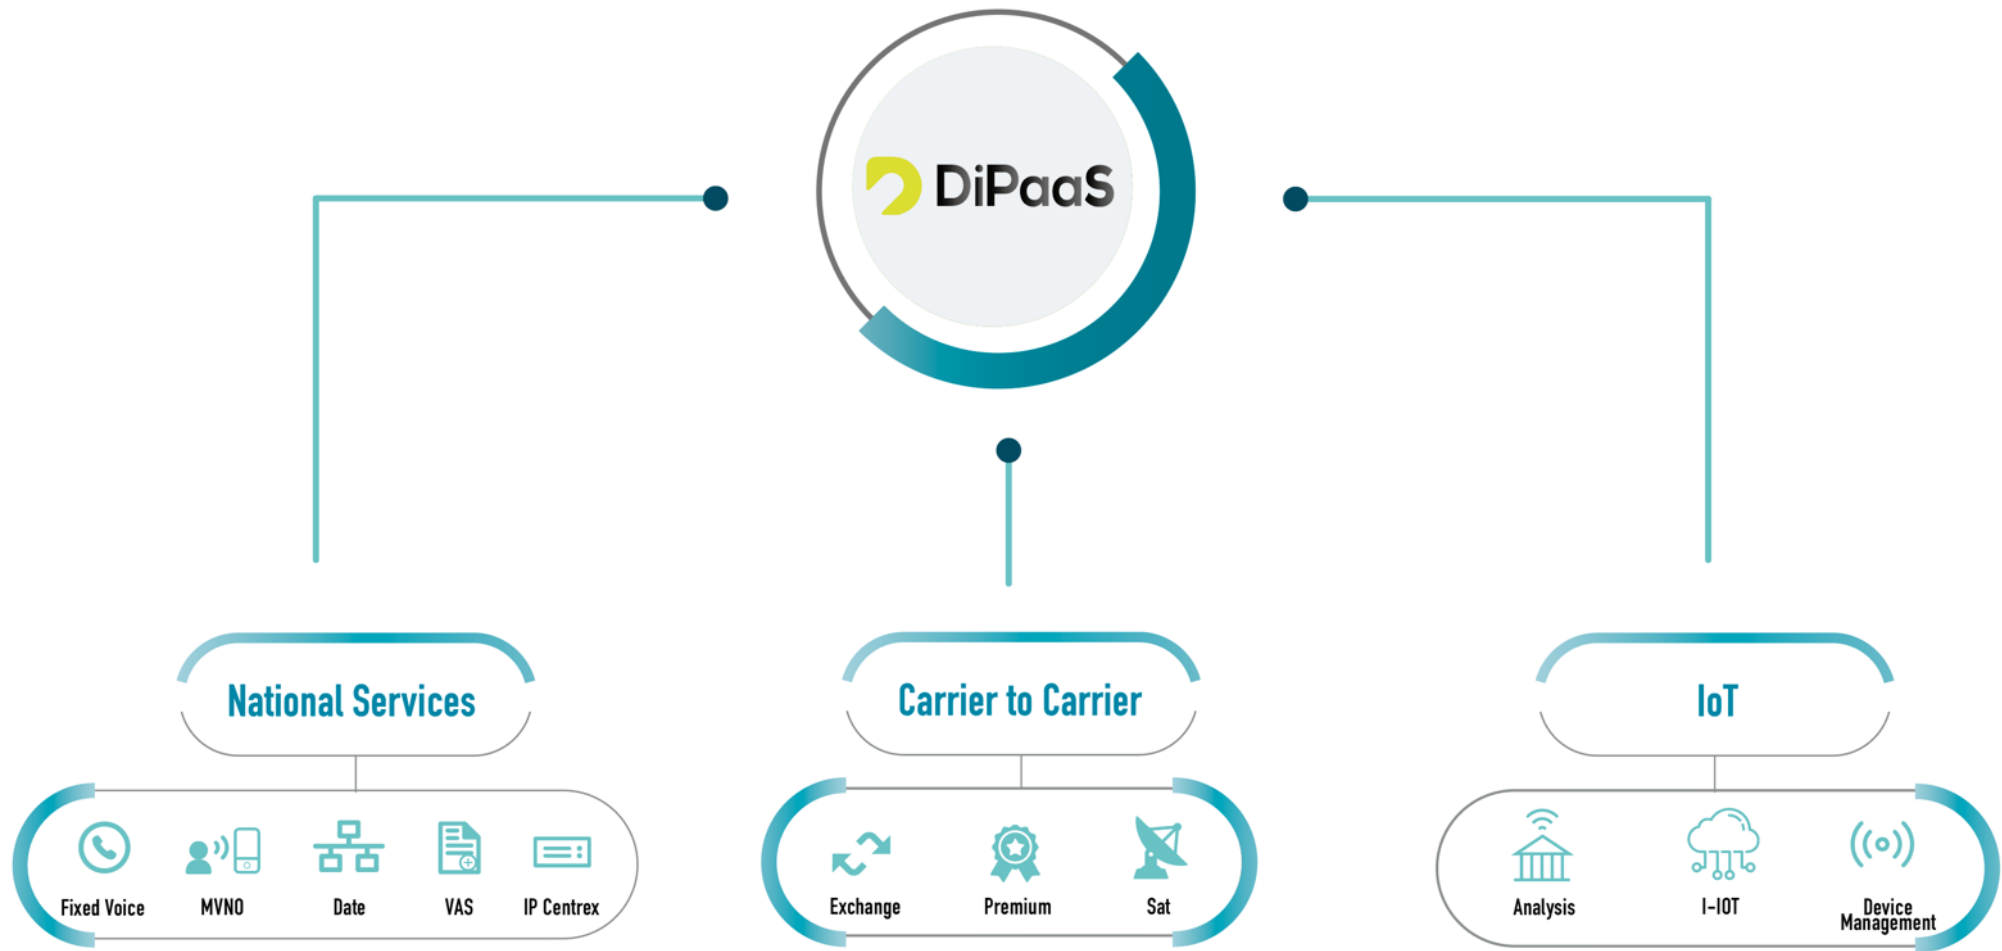 DiPaaS
National Services
Carrier to Carrier
IoT
Fixed Voice
MVNO
Date
VAS
IP Centrex
Exchange
Premium
Sat
Analysis
I-IOT
Device
Management